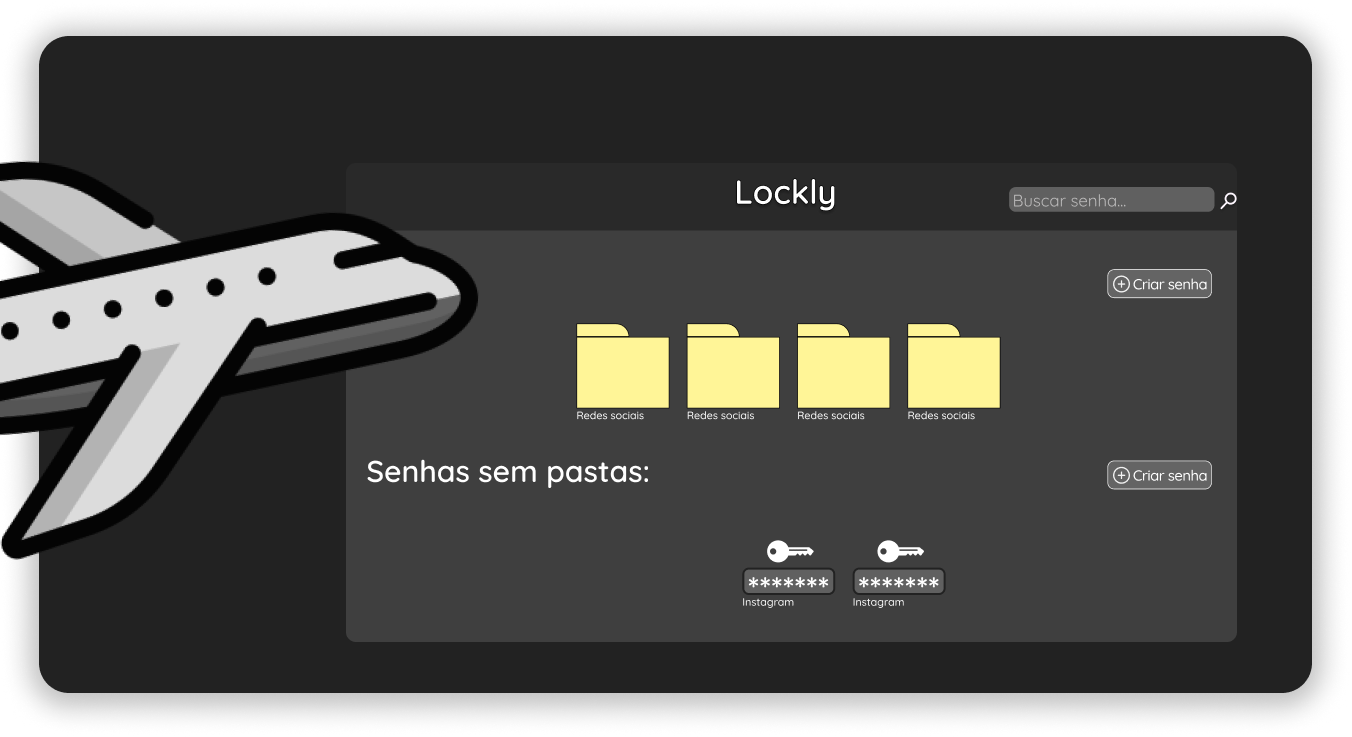 Lockly
Buscar senha...
Criar senha
Redes sociais Redes sociais Redes sociais Redes sociais
Senhas sem pastas:
Criar senha
******* *******
Instagram Instagram